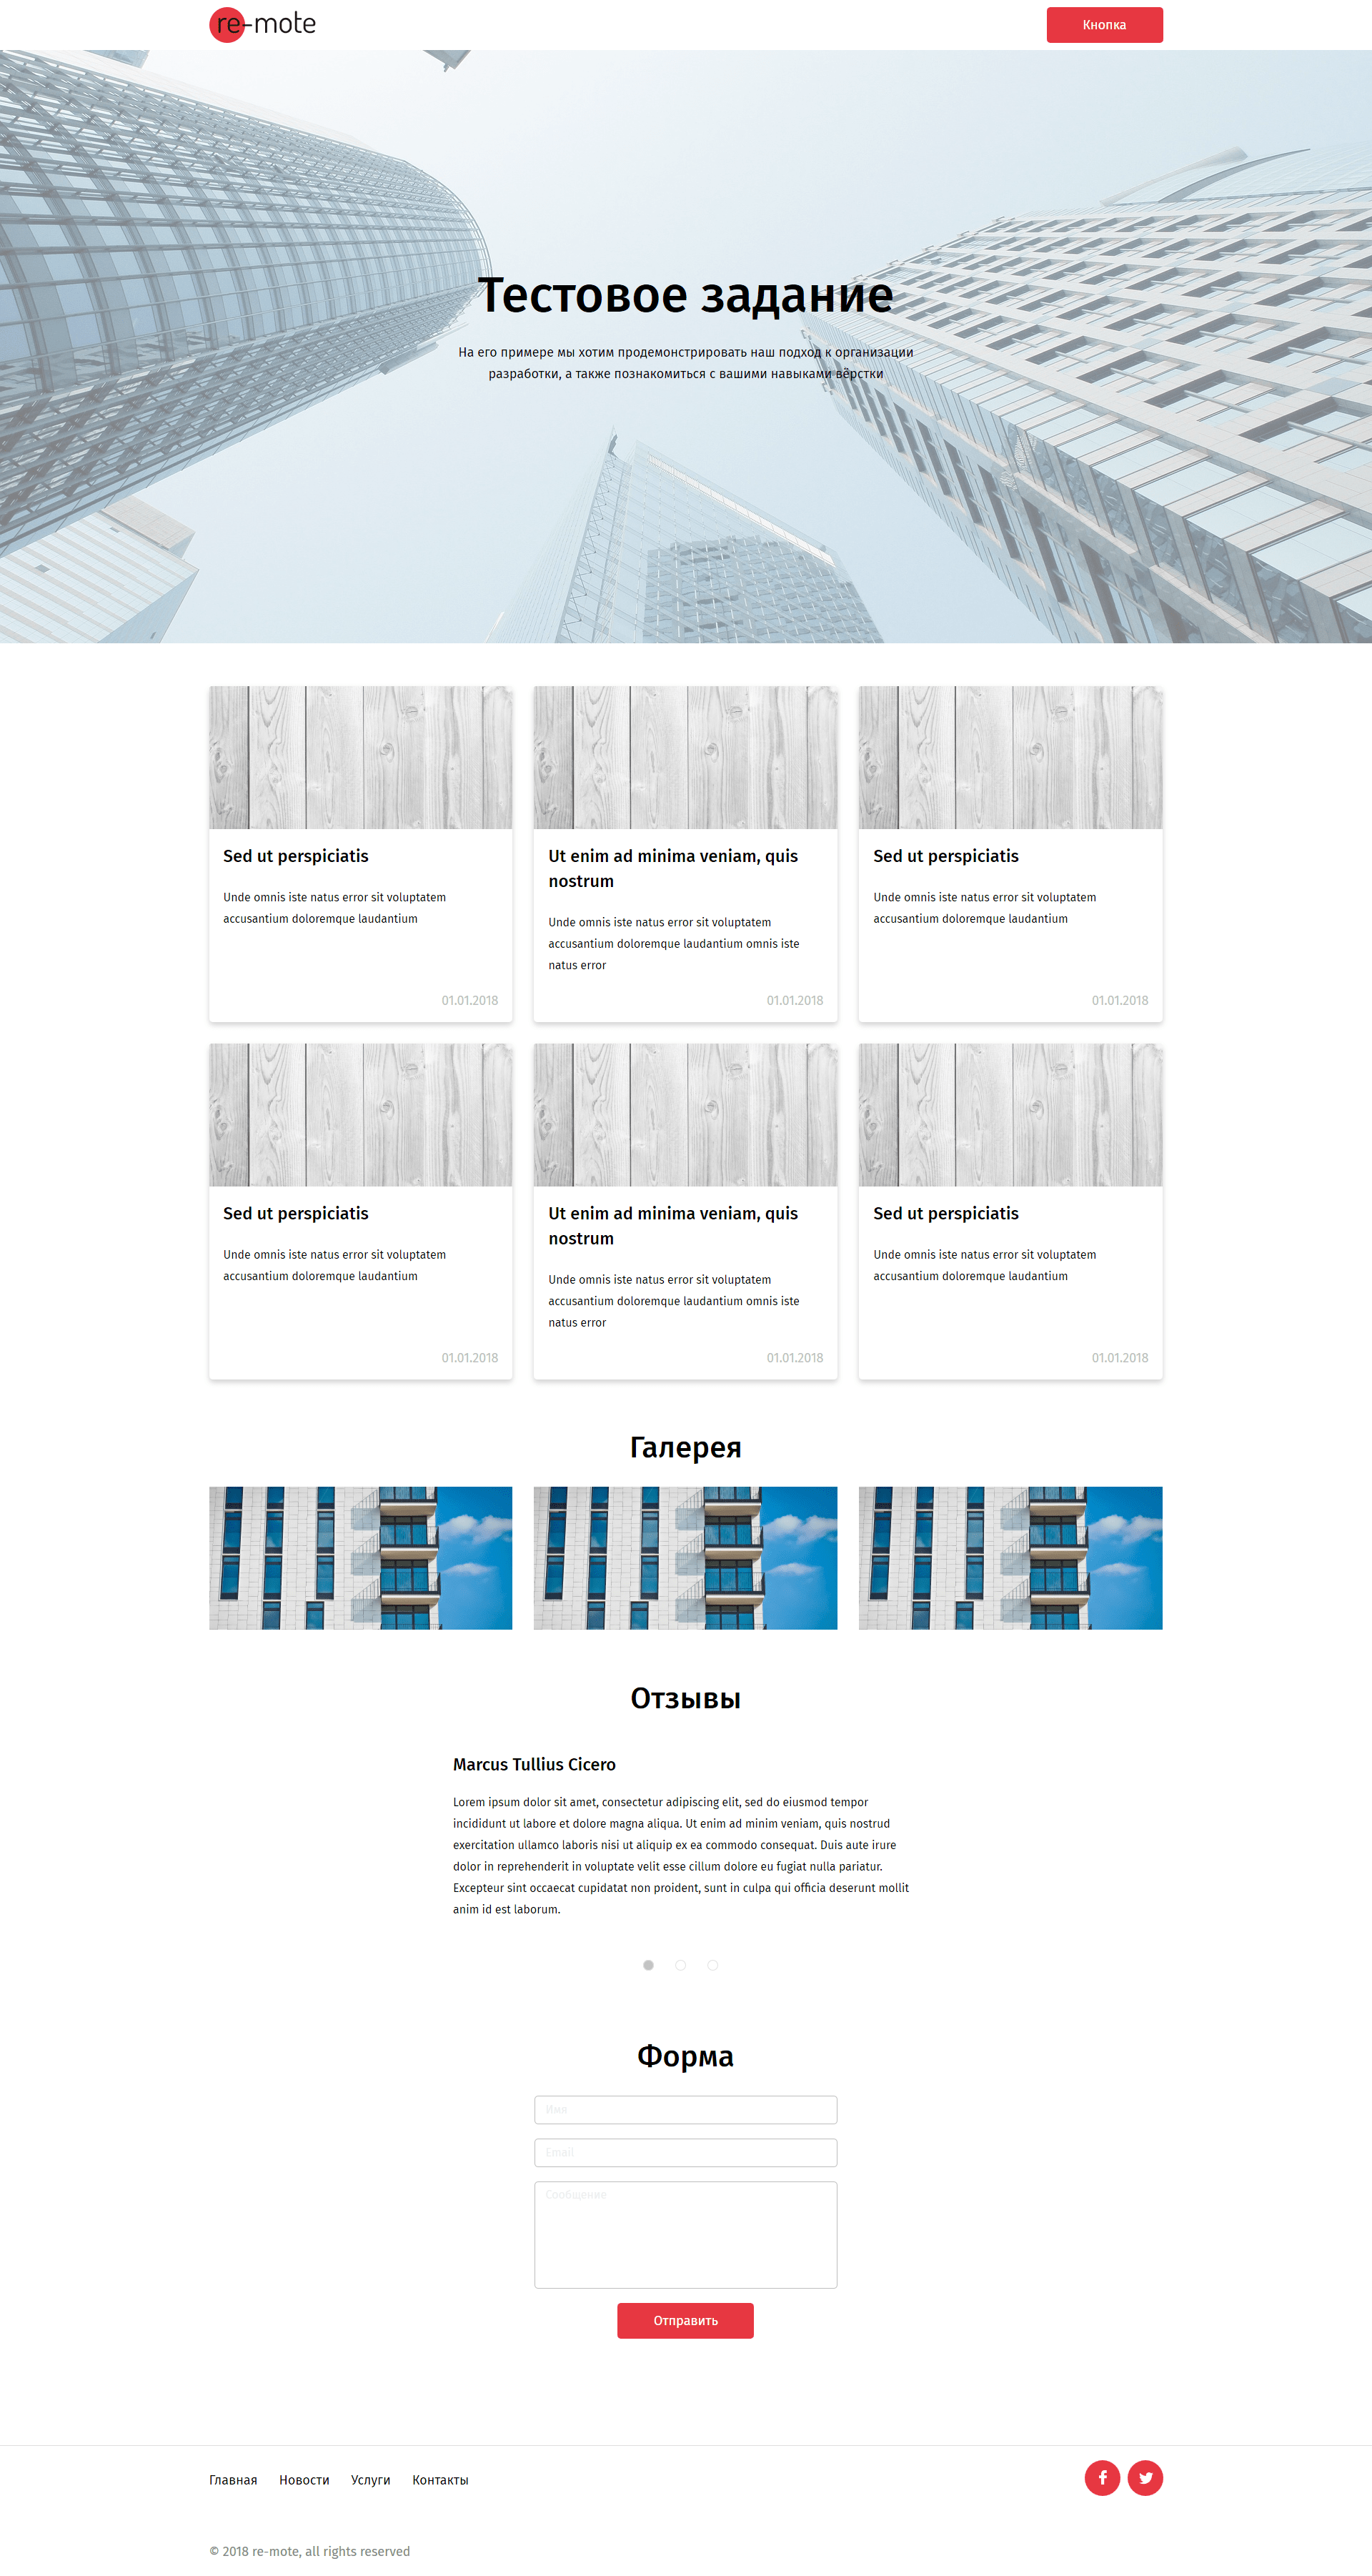 re-mote
Кнопка
Тестовое задание
На его примере мы хотим продемонстрировать наш подход к организации
разработки, а также познакомиться с вашими навыками вёрстки
Sed ut perspiciatis
Unde omnis iste natus error sit voluptatem
accusantium doloremque laudantium
01.01.2018
Ut enim ad minima veniam, quis
nostrum
Unde omnis iste natus error sit voluptatem
accusantium doloremque laudantium omnis iste
natus error
01.01.2018
Sed ut perspiciatis
Unde omnis iste natus error sit voluptatem
accusantium doloremque laudantium
01.01.2018
Sed ut perspiciatis
Unde omnis iste natus error sit voluptatem
accusantium doloremque laudantium
01.01.2018
Ut enim ad minima veniam, quis
nostrum
Unde omnis iste natus error sit voluptatem
accusantium doloremque laudantium omnis iste
natus error
01.01.2018
Sed ut perspiciatis
Unde omnis iste natus error sit voluptatem
accusantium doloremque laudantium
01.01.2018
Галерея
Отзывы
Marcus Tullius Cicero
Lorem ipsum dolor sit amet, consectetur adipiscing elit, sed do eiusmod tempor
incididunt ut labore et dolore magna aliqua. Ut enim ad minim veniam, quis nostrud
exercitation ullamco laboris nisi ut aliquip ex ea commodo consequat. Duis aute irure
dolor in reprehenderit in voluptate velit esse cillum dolore eu fugiat nulla pariatur.
Excepteur sint occaecat cupidatat non proident, sunt in culpa qui officia deserunt mollit
anim id est laborum.
Форма
Имя
Email
Сообщение
Отправить
Главная Новости Услуги Контакты
© 2018 re-mote, all rights reserved